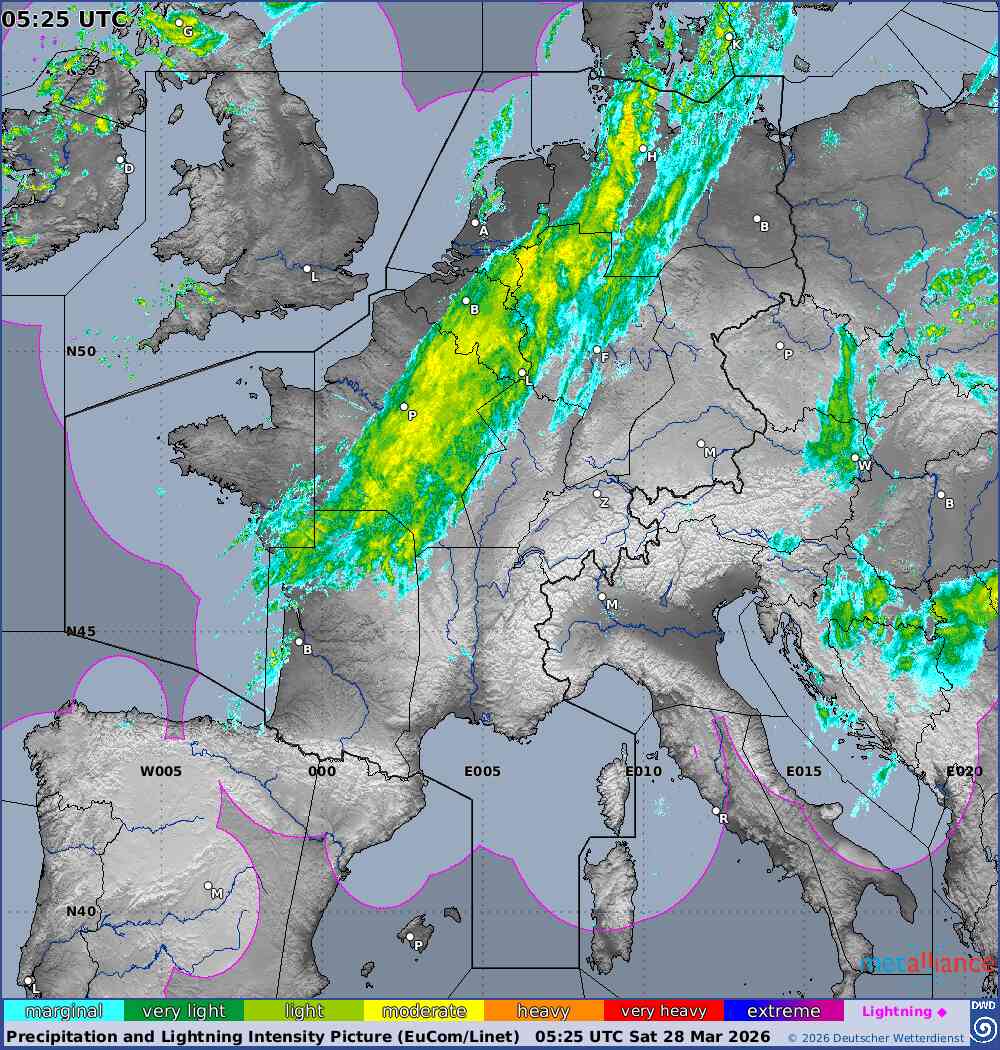 05:25 UTC
G
K
N55
H
D
A
B
L
B
N50
P
F
L
P
M
W
Z
B
M
N45
B
W005
000
E005
E010
E015
E020
R
M
N40
P
metalliance
L
marginal very light light moderate heavy very heavy extreme Lightning
DWD
Precipitation and Lightning Intensity Picture (EuCom/Linet) 05:25 UTC Sat 28 Mar 2026 © 2026 Deutscher Wetterdienst